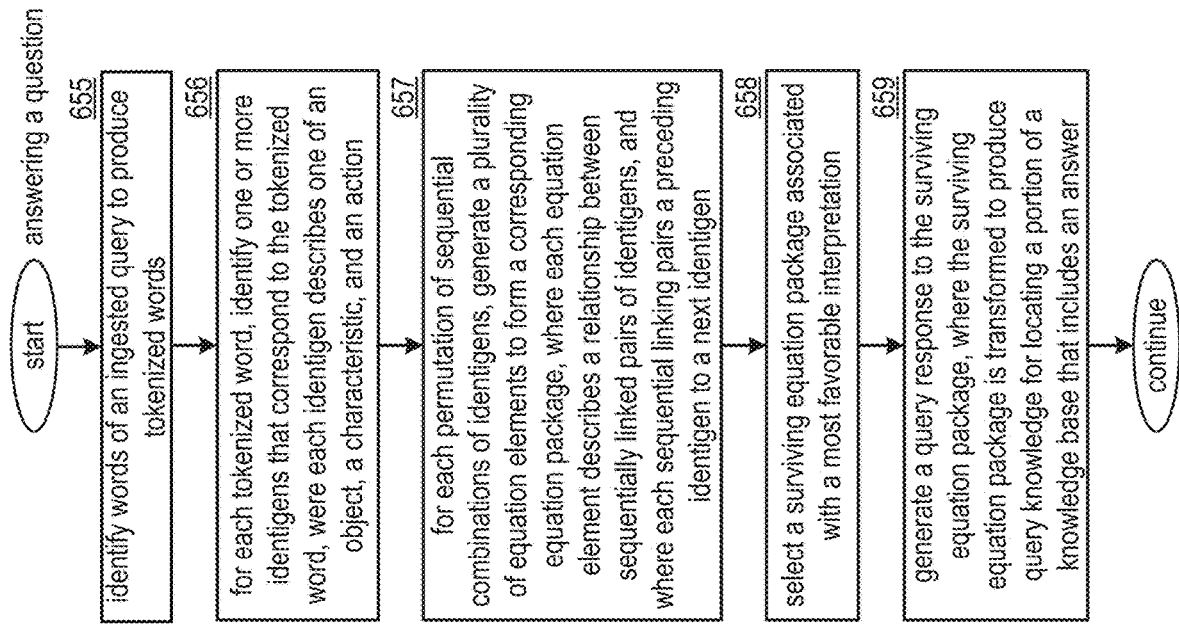 start
answering a question
655
identify words of an ingested query to produce
tokenized words
656
for each tokenized word, identify one or more
identigens that correspond to the tokenized
word, were each identigen describes one of an
object, a characteristic, and an action
657
for each permutation of sequential
combinations of identigens, generate a plurality
of equation elements to form a corresponding
equation package, where each equation
element describes a relationship between
sequentially linked pairs of identigens, and
where each sequential linking pairs a preceding
identigen to a next identigen
658
select a surviving equation package associated
with a most favorable interpretation
659
generate a query response to the surviving
equation package, where the surviving
equation package is transformed to produce
query knowledge for locating a portion of a
knowledge base that includes an answer
continue